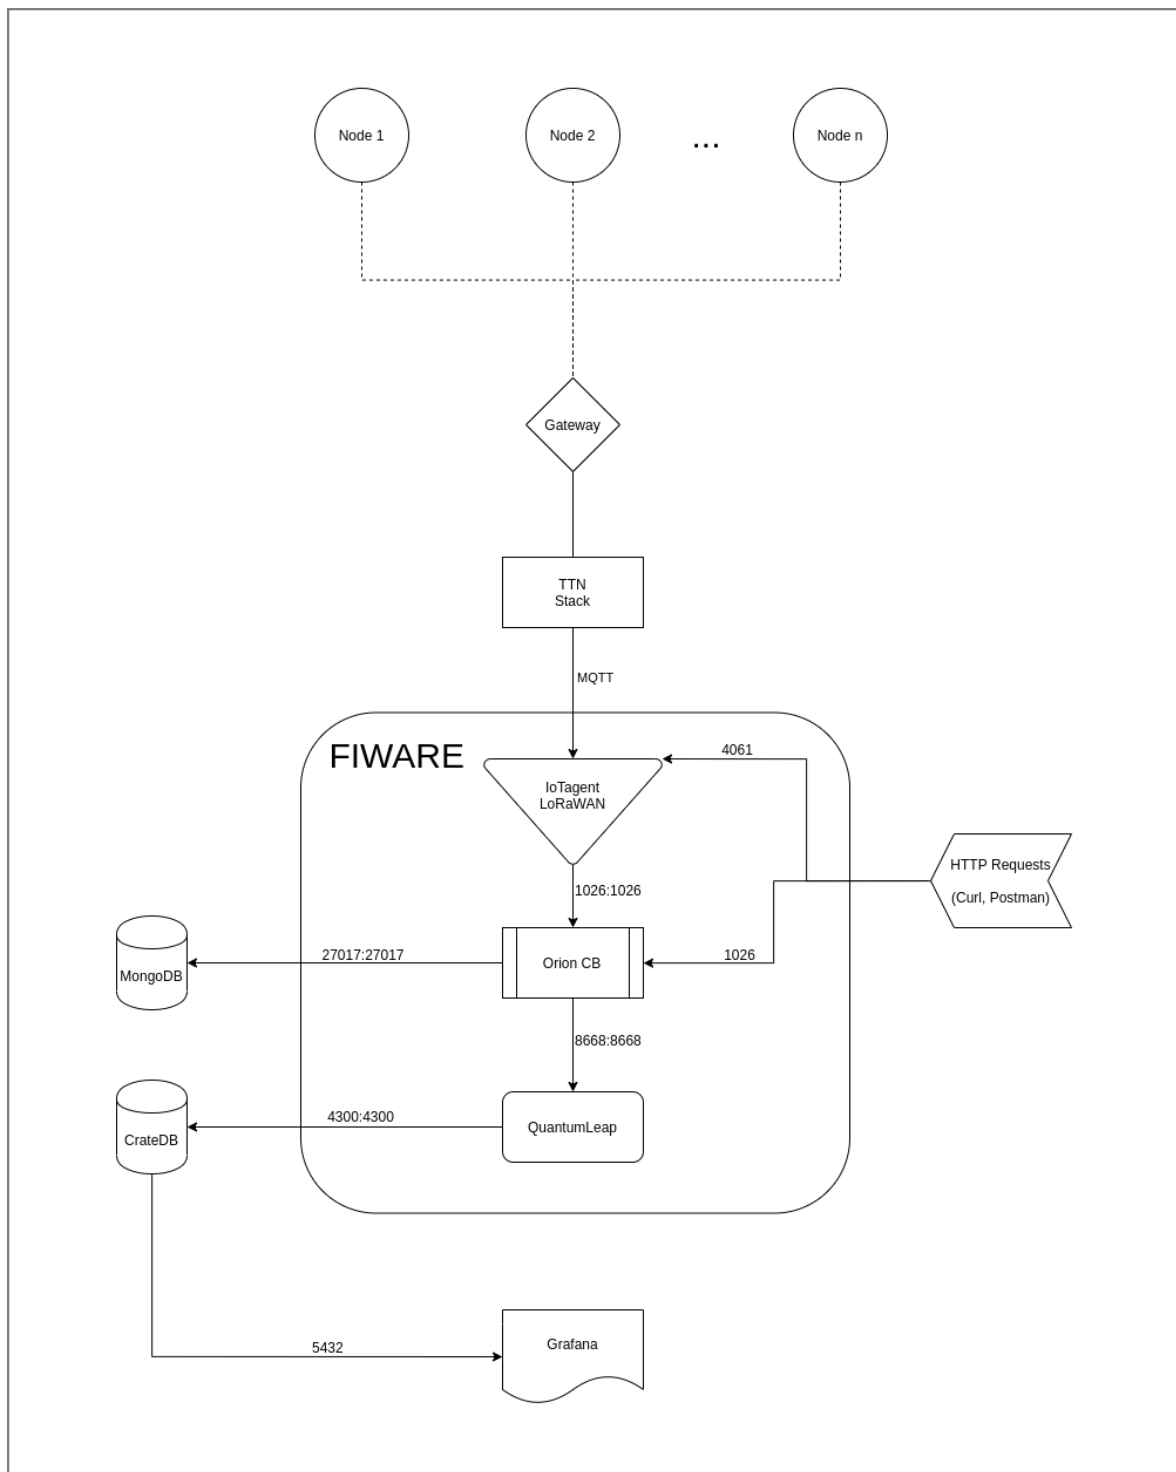 Node 1
Node 2
...
Node n
Gateway
TTN
Stack
MQTT
FIWARE
4061
IoTagent
LoRaWAN
HTTP Requests
(Curl, Postman)
1026:1026
27017:27017
Orion CB
1026
MongoDB
8668:8668
4300:4300
QuantumLeap
CrateDB
Grafana
5432